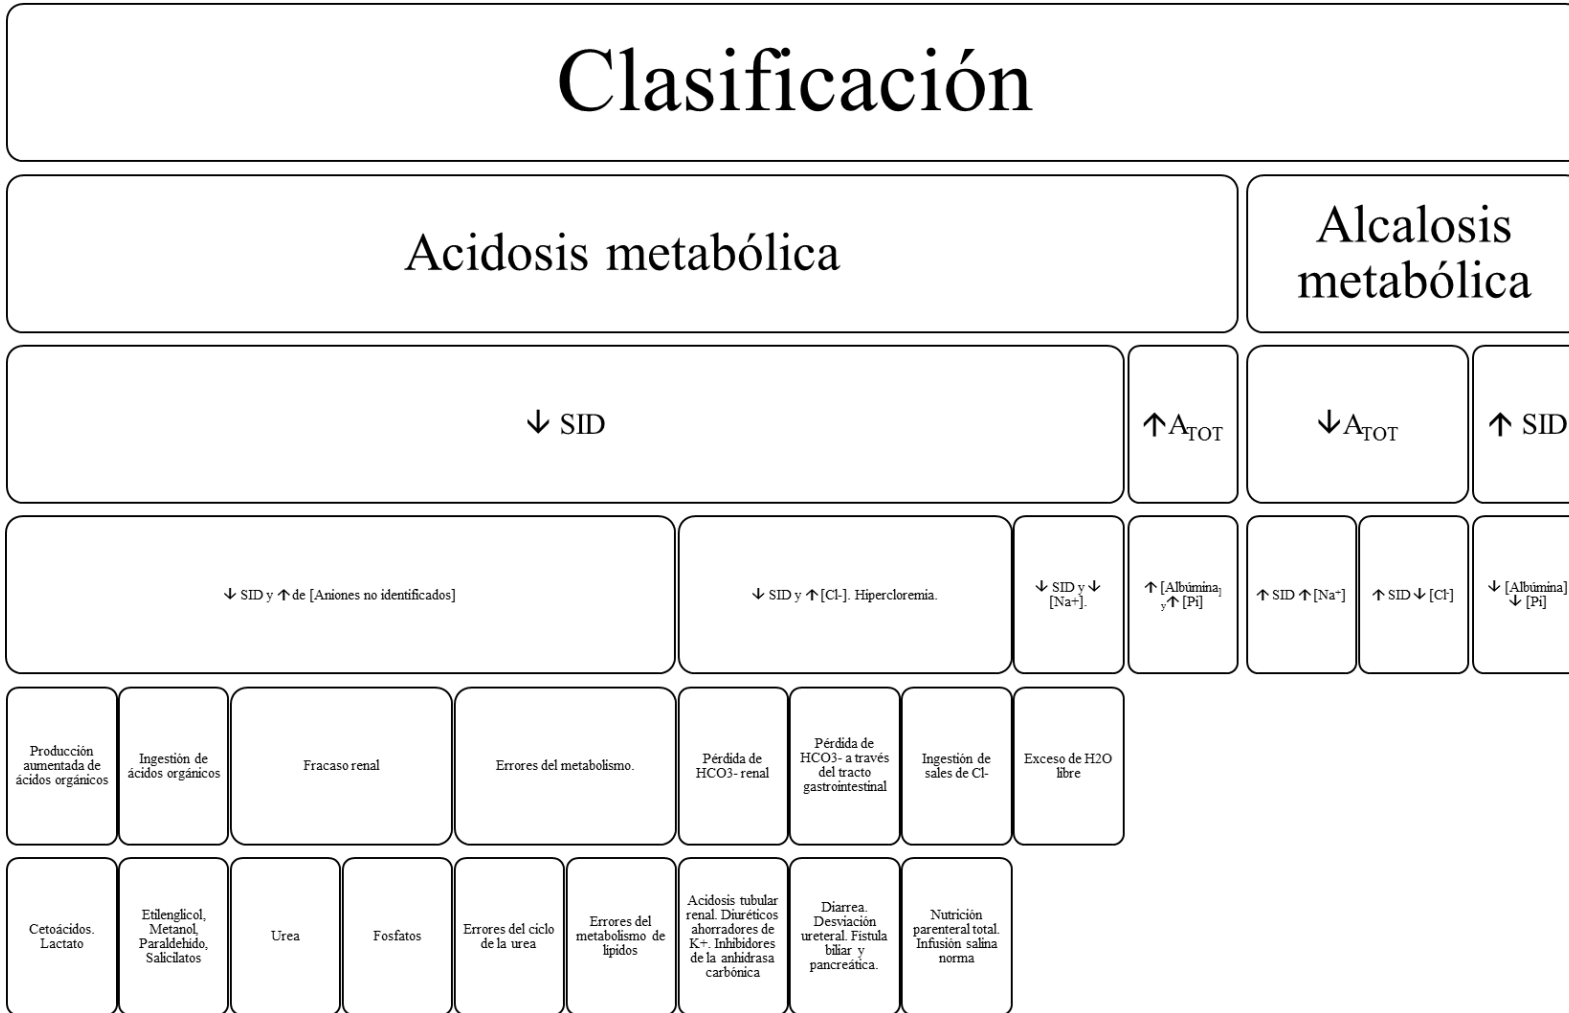 Clasificación
Acidosis metabólica
Alcalosis
metabólica
↓ SID
↑ATOT
↓ATOT
↑ SID
↓ SID y ↑ de [Aniones no identificados]
↓ SID y ↑ [Cl-]. Hipercloremia.
↓ SID y ↓
[Na+].
↑ [Albúmina]
y↑ [Pi]
↑ SID ↑ [Na+]
↑ SID ↓ [Cl-]
↓ [Albúmina]
↓ [Pi]
Producción
aumentada de
ácidos orgánicos
Ingestión de
ácidos orgánicos
Fracaso renal
Errores del metabolismo.
Pérdida de
HCO3- renal
Pérdida de
HCO3- a través
del tracto
gastrointestinal
Ingestión de
sales de Cl-
Exceso de H2O
libre
Cetoácidos.
Lactato
Etilenglicol,
Metanol,
Paraldehido,
Salicilatos
Urea
Fosfatos
Errores del ciclo
de la urea
Errores del
metabolismo de
lipidos
Acidosis tubular
renal. Diuréticos
ahorradores de
K+. Inhibidores
de la anhidrasa
carbónica
Diarrea.
Desviación
ureteral. Fistula
biliar y
pancreática.
Nutrición
parenteral total.
Infusión salina
norma